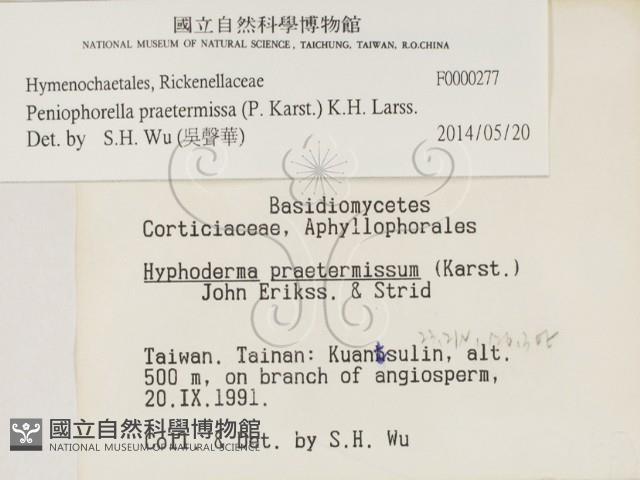 國立自然科學博物館
NATIONAL MUSEUM OF NATURAL SCIENCE, TAICHUNG, TAIWAN, R.O.CHINA
Hymenochaetales, Rickenellaceae F0000277
Peniophorella praetermissa (P. Karst.) K.H. Larss.
Det. by S.H. Wu (吳聲華) 2014/05/20
Basidiomycetes
Corticiaceae, Aphyllophorales
Hyphoderma praetermissum (Karst.)
John Erikss. & Strid
Taiwan. Tainan: Kuantsulin, alt.
500 m, on branch of angiosperm,
20.IX.1991.
Coll. & Det. by S.H. Wu
國立自然科學博物館
NATIONAL MUSEUM OF NATURAL SCIENCE